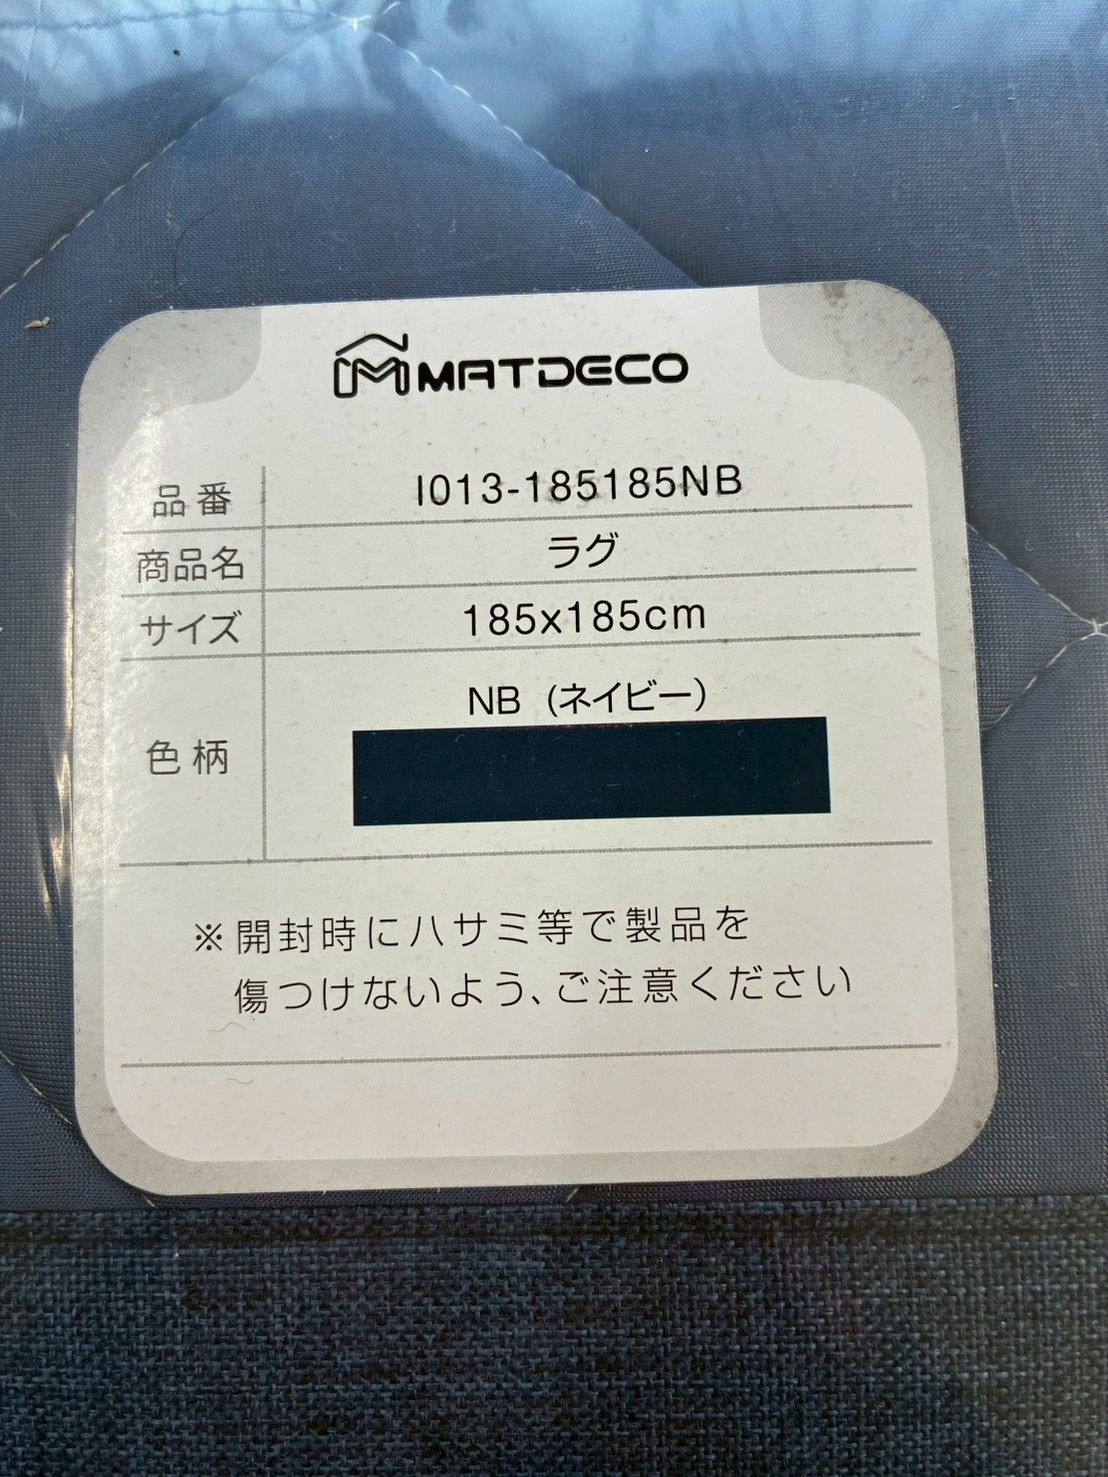 MATDECO
品番 I013-185185NB
商品名 ラグ
サイズ 185x185cm
色柄 NB (ネイビー)
※開封時にハサミ等で製品を
傷つけないよう、ご注意ください